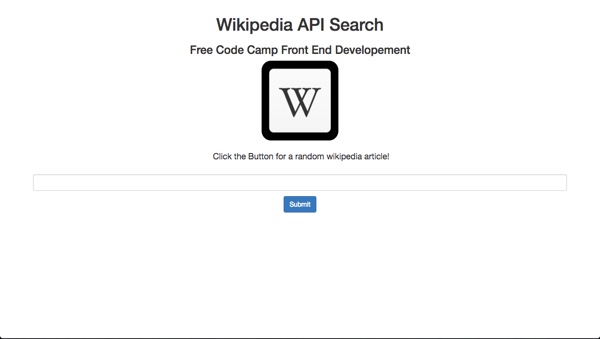 Wikipedia API Search
Free Code Camp Front End Developement
W
Click the Button for a random wikipedia article!
Submit